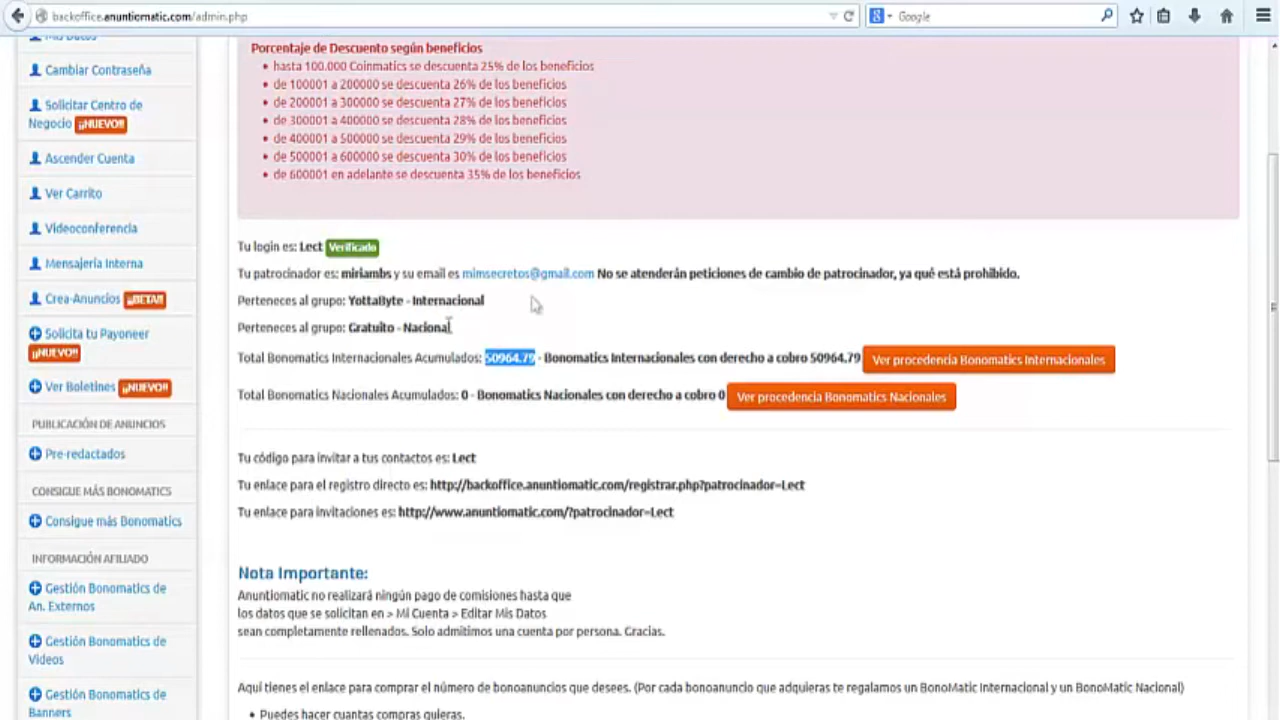 backoffice.anuntiomatic.com/admin.php
Google
Mis Datos
Cambiar Contraseña
Solicitar Centro de
Negocio ¡¡NUEVO!!
Ascender Cuenta
Ver Carrito
Videoconferencia
Mensajería Interna
Crea-Anuncios ¡¡BETA!!
Solicita tu Payoneer
¡¡NUEVO!!
Ver Boletines ¡¡NUEVO!!
PUBLICACIÓN DE ANUNCIOS
Pre-redactados
CONSIGUE MÁS BONOMATICS
Consigue más Bonomatics
INFORMACIÓN AFILIADO
Gestión Bonomatics de
An. Externos
Gestión Bonomatics de
Videos
Gestión Bonomatics de
Banners
Porcentaje de Descuento según beneficios
• hasta 100.000 Coinmatics se descuenta 25% de los beneficios
• de 100001 a 200000 se descuenta 26% de los beneficios
• de 200001 a 300000 se descuenta 27% de los beneficios
• de 300001 a 400000 se descuenta 28% de los beneficios
• de 400001 a 500000 se descuenta 29% de los beneficios
• de 500001 a 600000 se descuenta 30% de los beneficios
• de 600001 en adelante se descuenta 35% de los beneficios
Tu login es: Lect Verificado
Tu patrocinador es: miriambs y su email es mimsecretos@gmail.com No se atenderán peticiones de cambio de patrocinador, ya qué está prohibido.
Perteneces al grupo: YottaByte - Internacional
Perteneces al grupo: Gratuito - Nacional
Total Bonomatics Internacionales Acumulados: 50964.79 - Bonomatics Internacionales con derecho a cobro 50964.79 Ver procedencia Bonomatics Internacionales
Total Bonomatics Nacionales Acumulados: 0 - Bonomatics Nacionales con derecho a cobro 0 Ver procedencia Bonomatics Nacionales
Tu código para invitar a tus contactos es: Lect
Tu enlace para el registro directo es: http://backoffice.anuntiomatic.com/registrar.php?patrocinador=Lect
Tu enlace para invitaciones es: http://www.anuntiomatic.com/?patrocinador=Lect
Nota Importante:
Anuntiomatic no realizará ningún pago de comisiones hasta que
los datos que se solicitan en > Mi Cuenta > Editar Mis Datos
sean completamente rellenados. Solo admitimos una cuenta por persona. Gracias.
Aquí tienes el enlace para comprar el número de bonoanuncios que desees. (Por cada bonoanuncio que adquieras te regalamos un BonoMatic Internacional y un BonoMatic Nacional)
• Puedes hacer cuantas compras quieras.